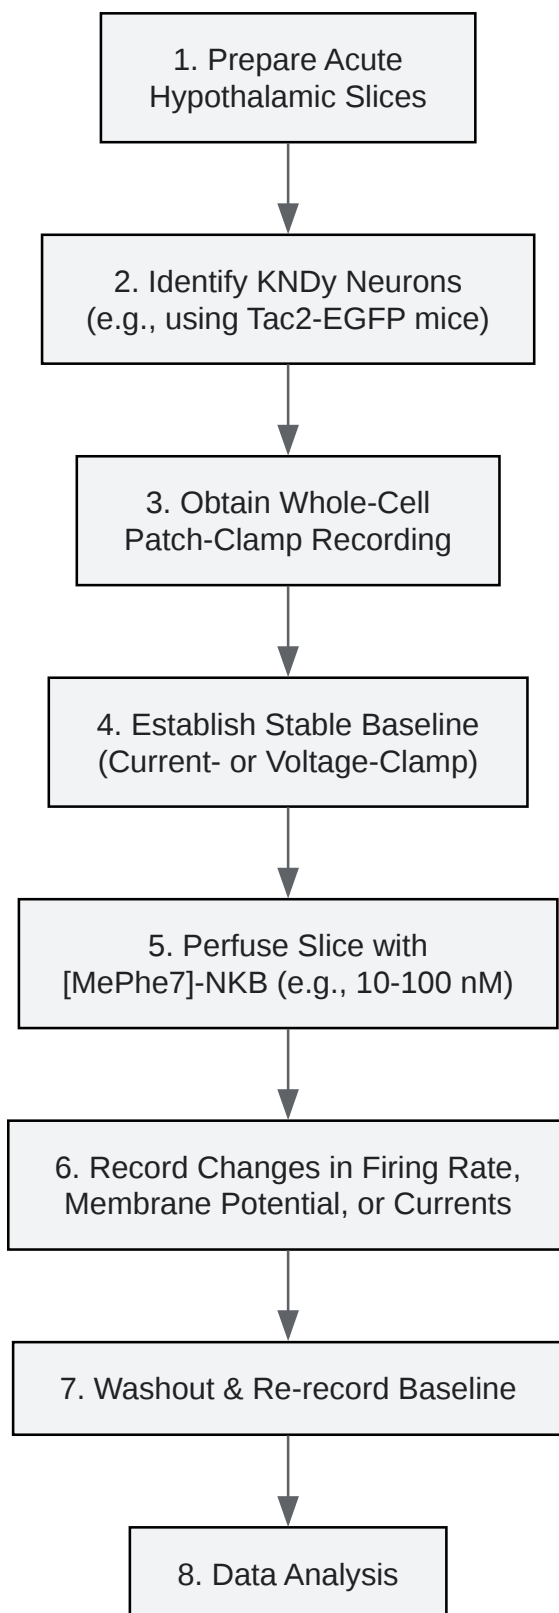 1. Prepare Acute
Hypothalamic Slices
2. Identify KNDy Neurons
(e.g., using Tac2-EGFP mice)
3. Obtain Whole-Cell
Patch-Clamp Recording
4. Establish Stable Baseline
(Current- or Voltage-Clamp)
5. Perfuse Slice with
[MePhe7]-NKB (e.g., 10-100 nM)
6. Record Changes in Firing Rate,
Membrane Potential, or Currents
7. Washout & Re-record Baseline
8. Data Analysis